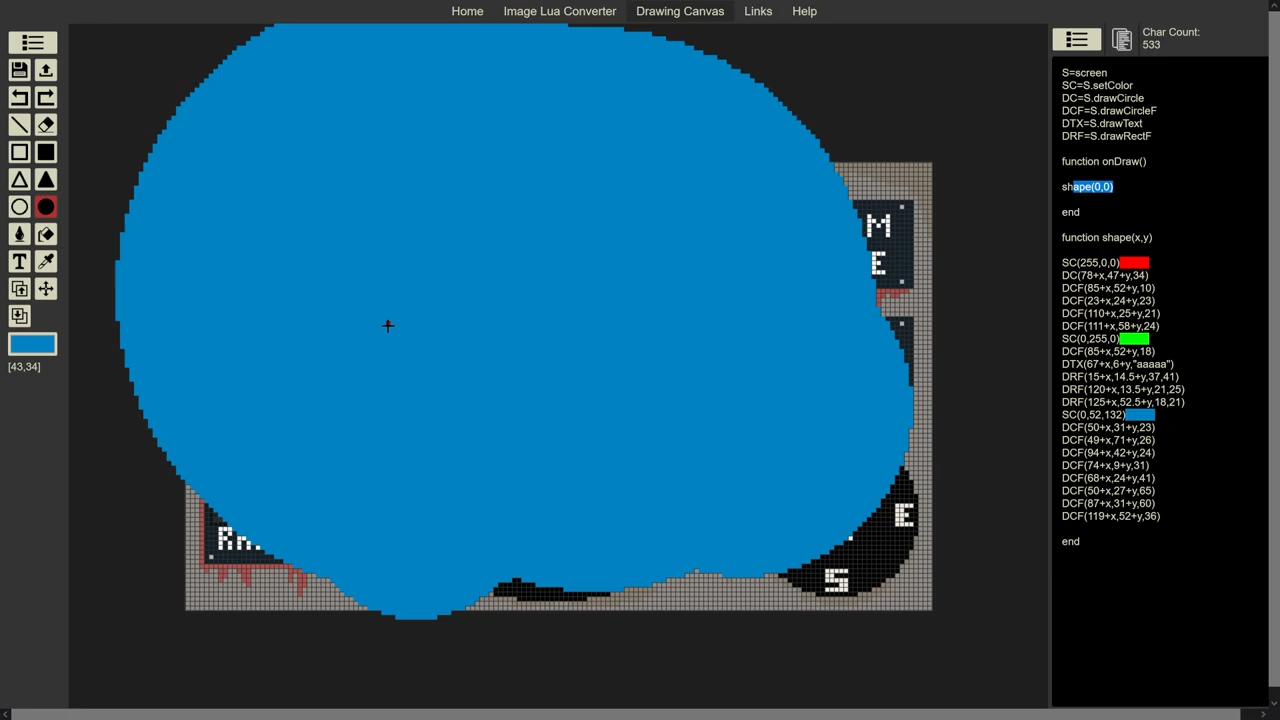 Home Image Lua Converter Drawing Canvas Links Help
Char Count:
533
S=screen
SC=S.setColor
DC=S.drawCircle
DCF=S.drawCircleF
DTX=S.drawText
DRF=S.drawRectF
function onDraw()
shape(0,0)
end
function shape(x,y)
SC(255,0,0)
DC(78+x,47+y,34)
DCF(85+x,52+y,10)
DCF(23+x,24+y,23)
DCF(110+x,25+y,21)
DCF(111+x,58+y,24)
SC(0,255,0)
DCF(85+x,52+y,18)
DTX(67+x,6+y,"aaaaa")
DRF(15+x,14.5+y,37,41)
DRF(120+x,13.5+y,21,25)
DRF(125+x,52.5+y,18,21)
SC(0,52,132)
DCF(50+x,31+y,23)
DCF(49+x,71+y,26)
DCF(94+x,42+y,24)
DCF(74+x,9+y,31)
DCF(68+x,24+y,41)
DCF(50+x,27+y,65)
DCF(87+x,31+y,60)
DCF(119+x,52+y,36)
end
T
[43,34]
M
E
E
S